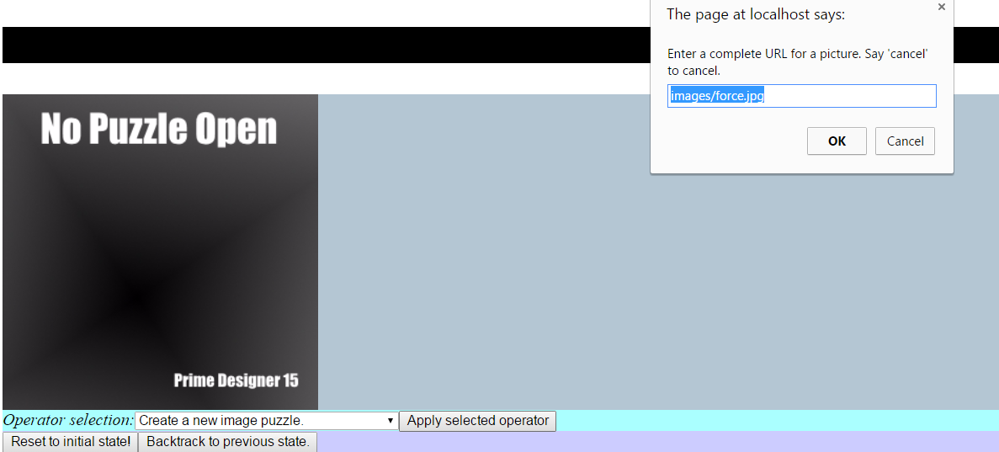 The page at localhost says:
Enter a complete URL for a picture. Say 'cancel'
to cancel.
images/force.jpg
OK Cancel
No Puzzle Open
Prime Designer 15
Operator selection: Create a new image puzzle. Apply selected operator
Reset to initial state! Backtrack to previous state.